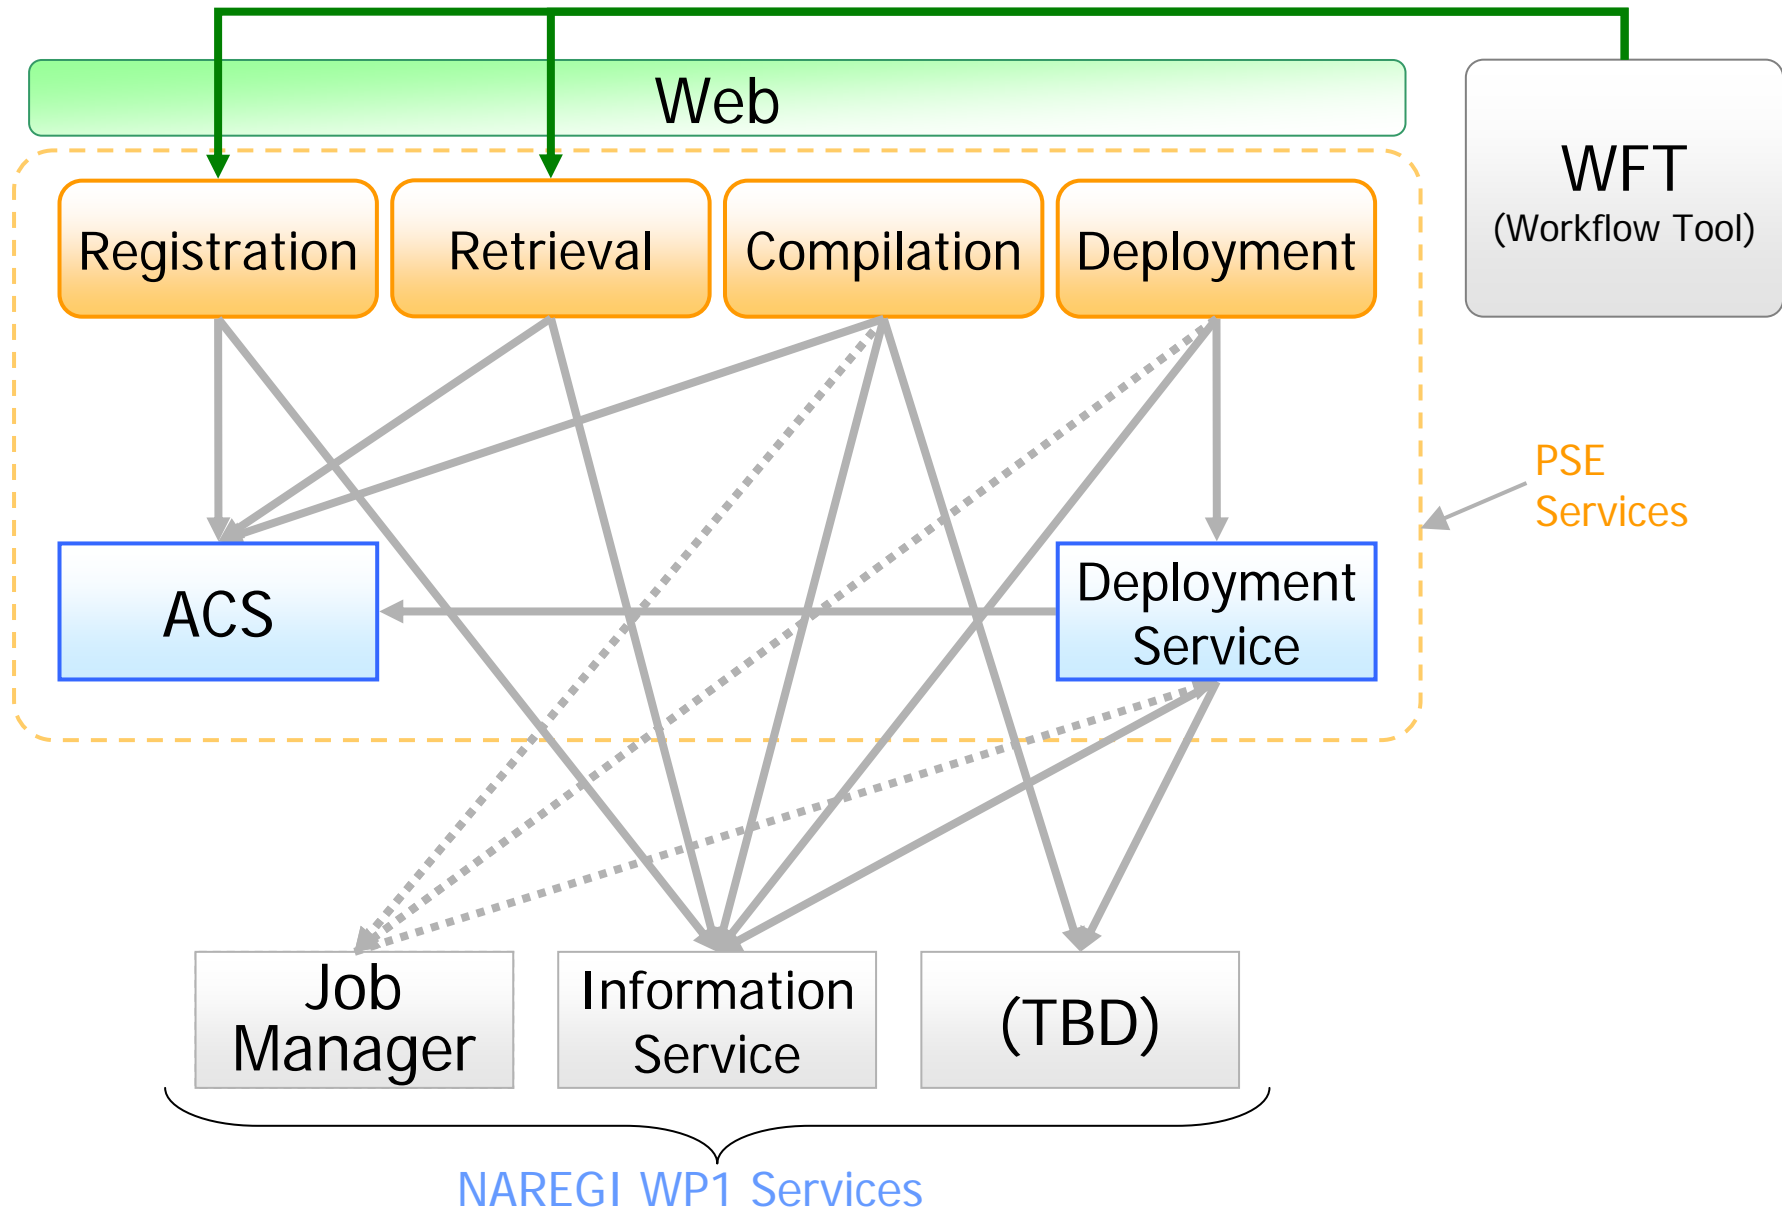 Web
WFT
(Workflow Tool)
Registration
Retrieval
Compilation
Deployment
PSE
Services
ACS
Deployment
Service
Job
Manager
Information
Service
(TBD)
NAREGI WP1 Services